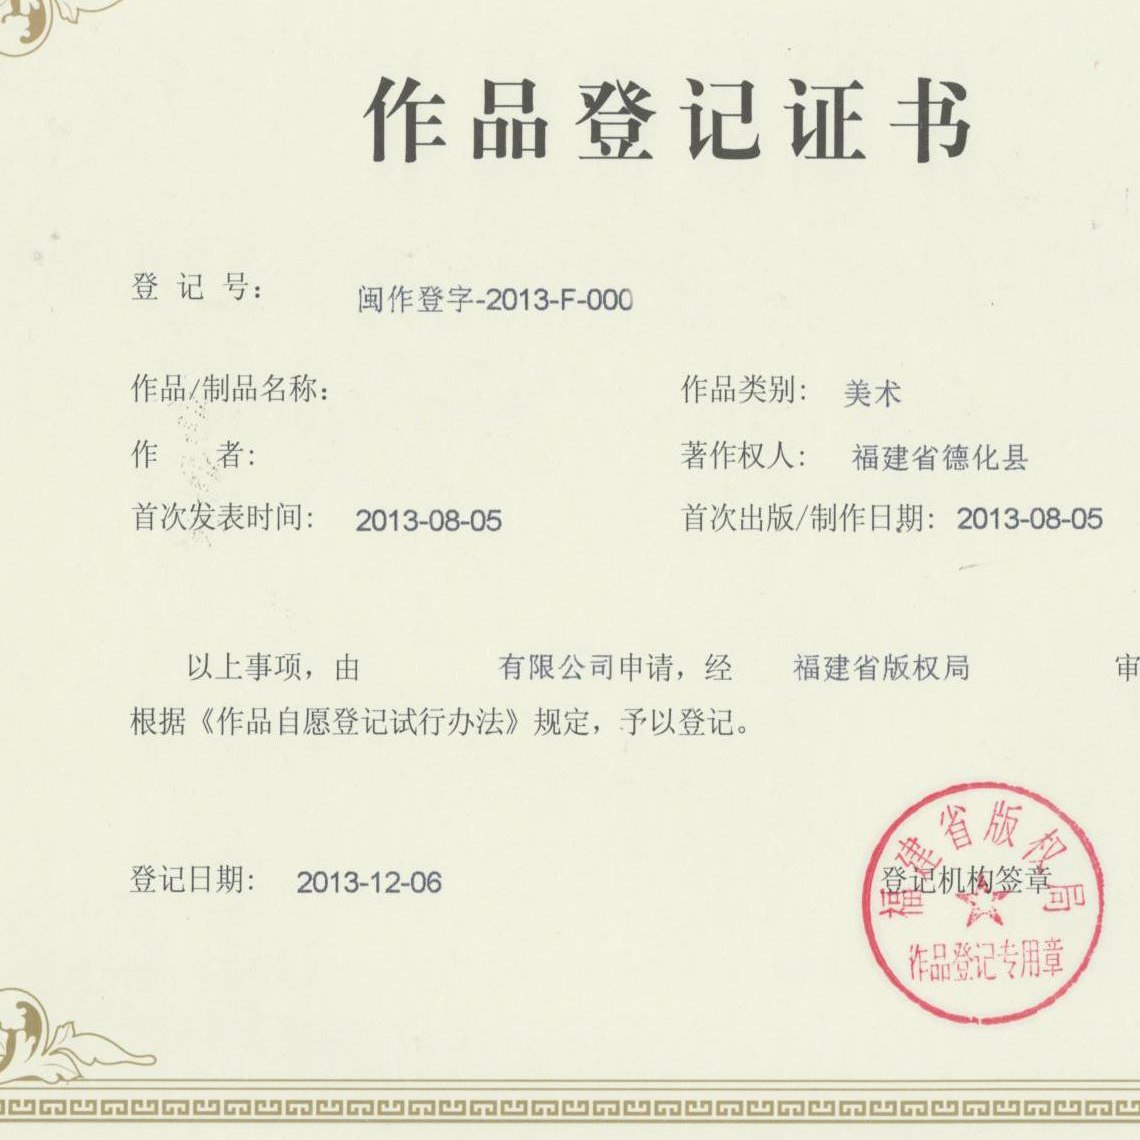 作品登记证书
登 记 号： 闽作登字-2013-F-000
作品/制品名称： 作品类别： 美术
作 者： 著作权人： 福建省德化县
首次发表时间： 2013-08-05 首次出版/制作日期： 2013-08-05
以上事项，由 有限公司申请，经 福建省版权局 审
根据《作品自愿登记试行办法》规定，予以登记。
登记日期： 2013-12-06 登记机构签章
福建省版权局
作品登记专用章